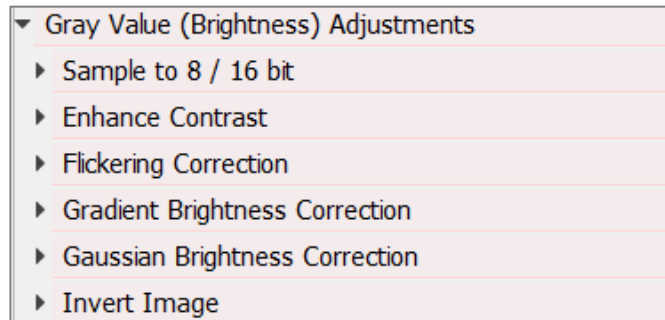 Gray Value (Brightness) Adjustments
Sample to 8 / 16 bit
Enhance Contrast
Flickering Correction
Gradient Brightness Correction
Gaussian Brightness Correction
Invert Image